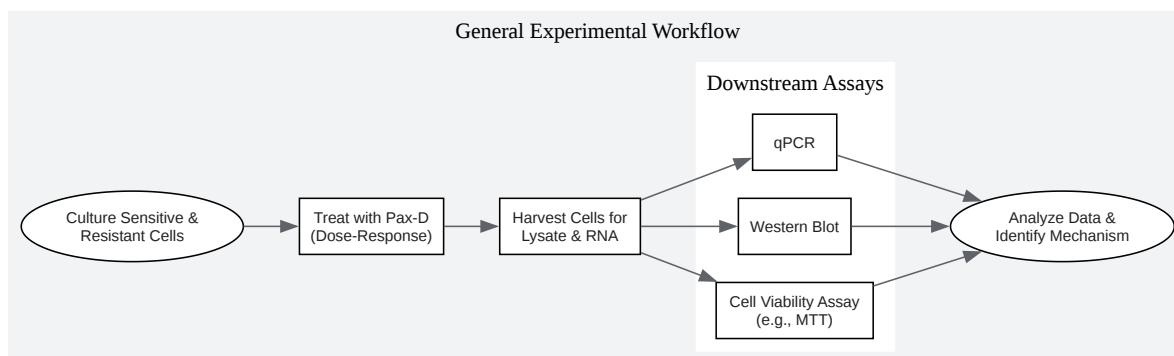 General Experimental Workflow
Downstream Assays
qPCR
Culture Sensitive &
Resistant Cells
Treat with Pax-D
(Dose-Response)
Harvest Cells for
Lysate & RNA
Western Blot
Analyze Data &
Identify Mechanism
Cell Viability Assay
(e.g., MTT)